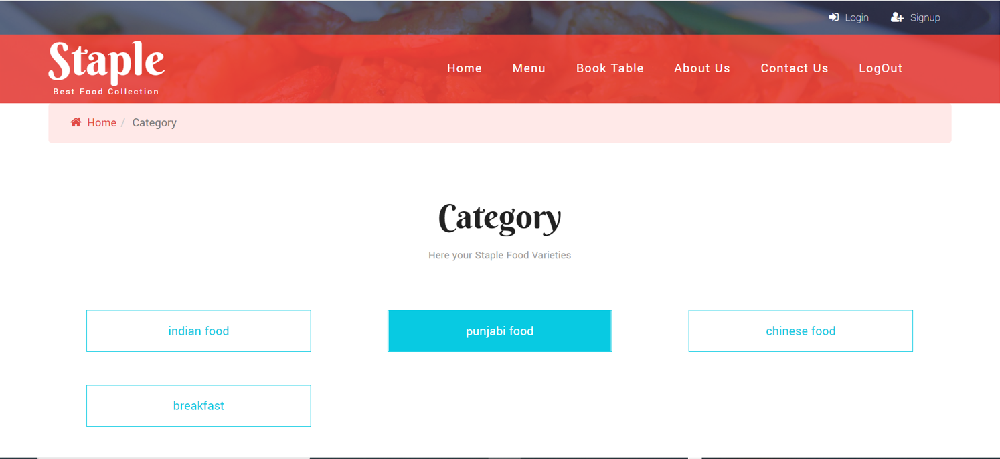 Login Signup
Staple
Best Food Collection
Home Menu Book Table About Us Contact Us LogOut
Home / Category
Category
Here your Staple Food Varieties
indian food punjabi food chinese food
breakfast